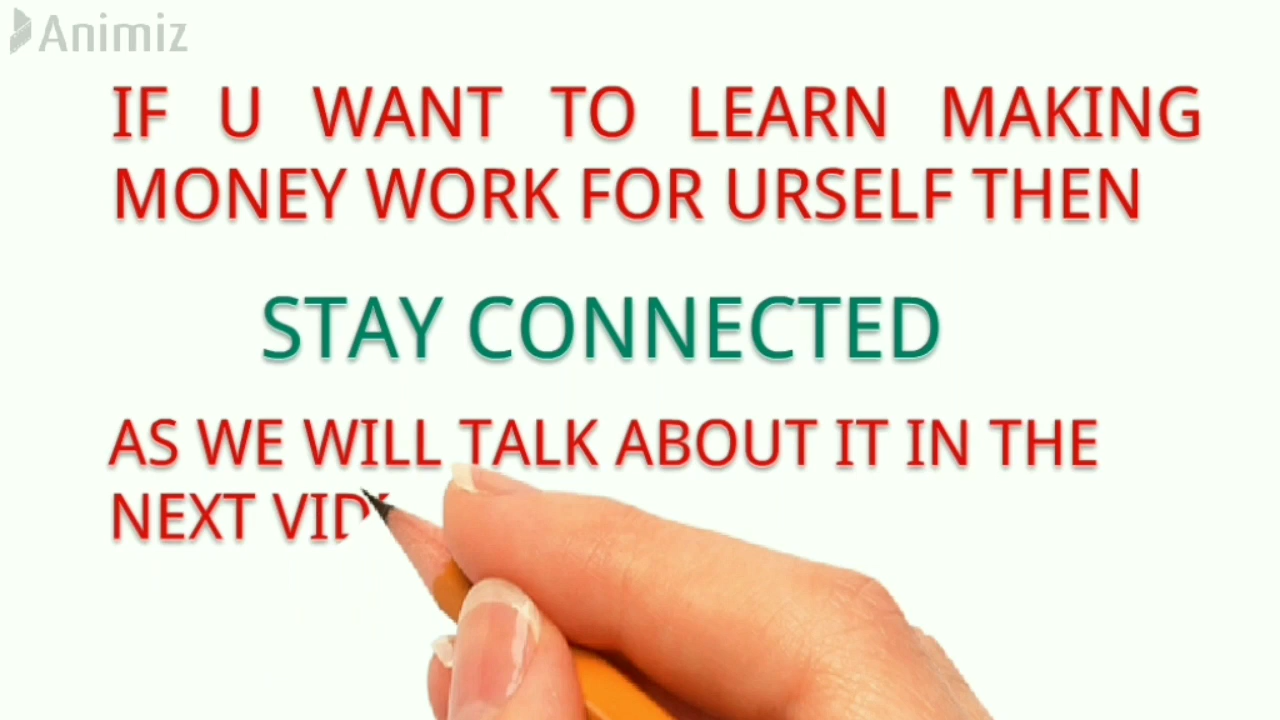 Animiz
IF U WANT TO LEARN MAKING
MONEY WORK FOR URSELF THEN
STAY CONNECTED
AS WE WILL TALK ABOUT IT IN THE
NEXT